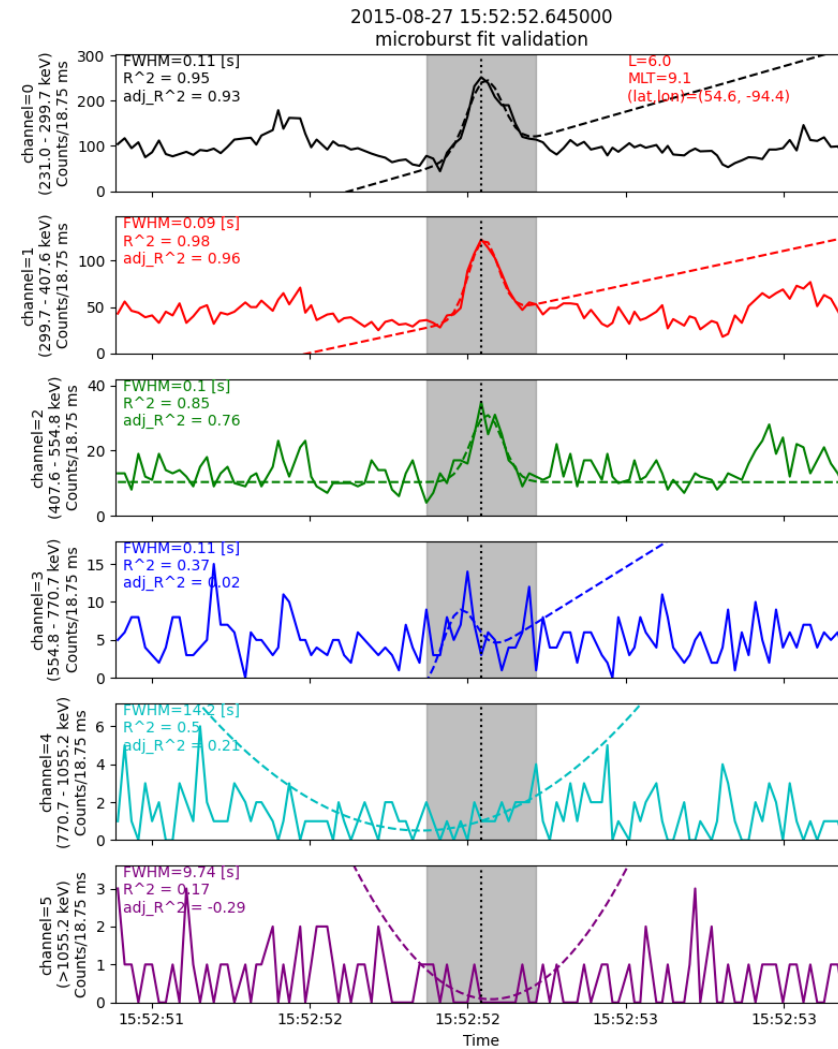 2015-08-27 15:52:52.645000
microburst fit validation
channel=0
(231.0 - 299.7 keV)
Counts/18.75 ms
300
200
100
0
FWHM=0.11 [s]
R^2 = 0.95
adj_R^2 = 0.93
L=6.0
MLT=9.1
(lat,lon)=(54.6, -94.4)
channel=1
(299.7 - 407.6 keV)
Counts/18.75 ms
100
50
0
FWHM=0.09 [s]
R^2 = 0.98
adj_R^2 = 0.96
channel=2
(407.6 - 554.8 keV)
Counts/18.75 ms
40
20
0
FWHM=0.1 [s]
R^2 = 0.85
adj_R^2 = 0.76
channel=3
(554.8 - 770.7 keV)
Counts/18.75 ms
15
10
5
0
FWHM=0.11 [s]
R^2 = 0.37
adj_R^2 = 0.02
channel=4
(770.7 - 1055.2 keV)
Counts/18.75 ms
6
4
2
0
FWHM=14.2 [s]
R^2 = 0.5
adj_R^2 = 0.21
channel=5
(>1055.2 keV)
Counts/18.75 ms
3
2
1
0
FWHM=9.74 [s]
R^2 = 0.17
adj_R^2 = -0.29
15:52:51
15:52:52
15:52:52
15:52:53
15:52:53
Time